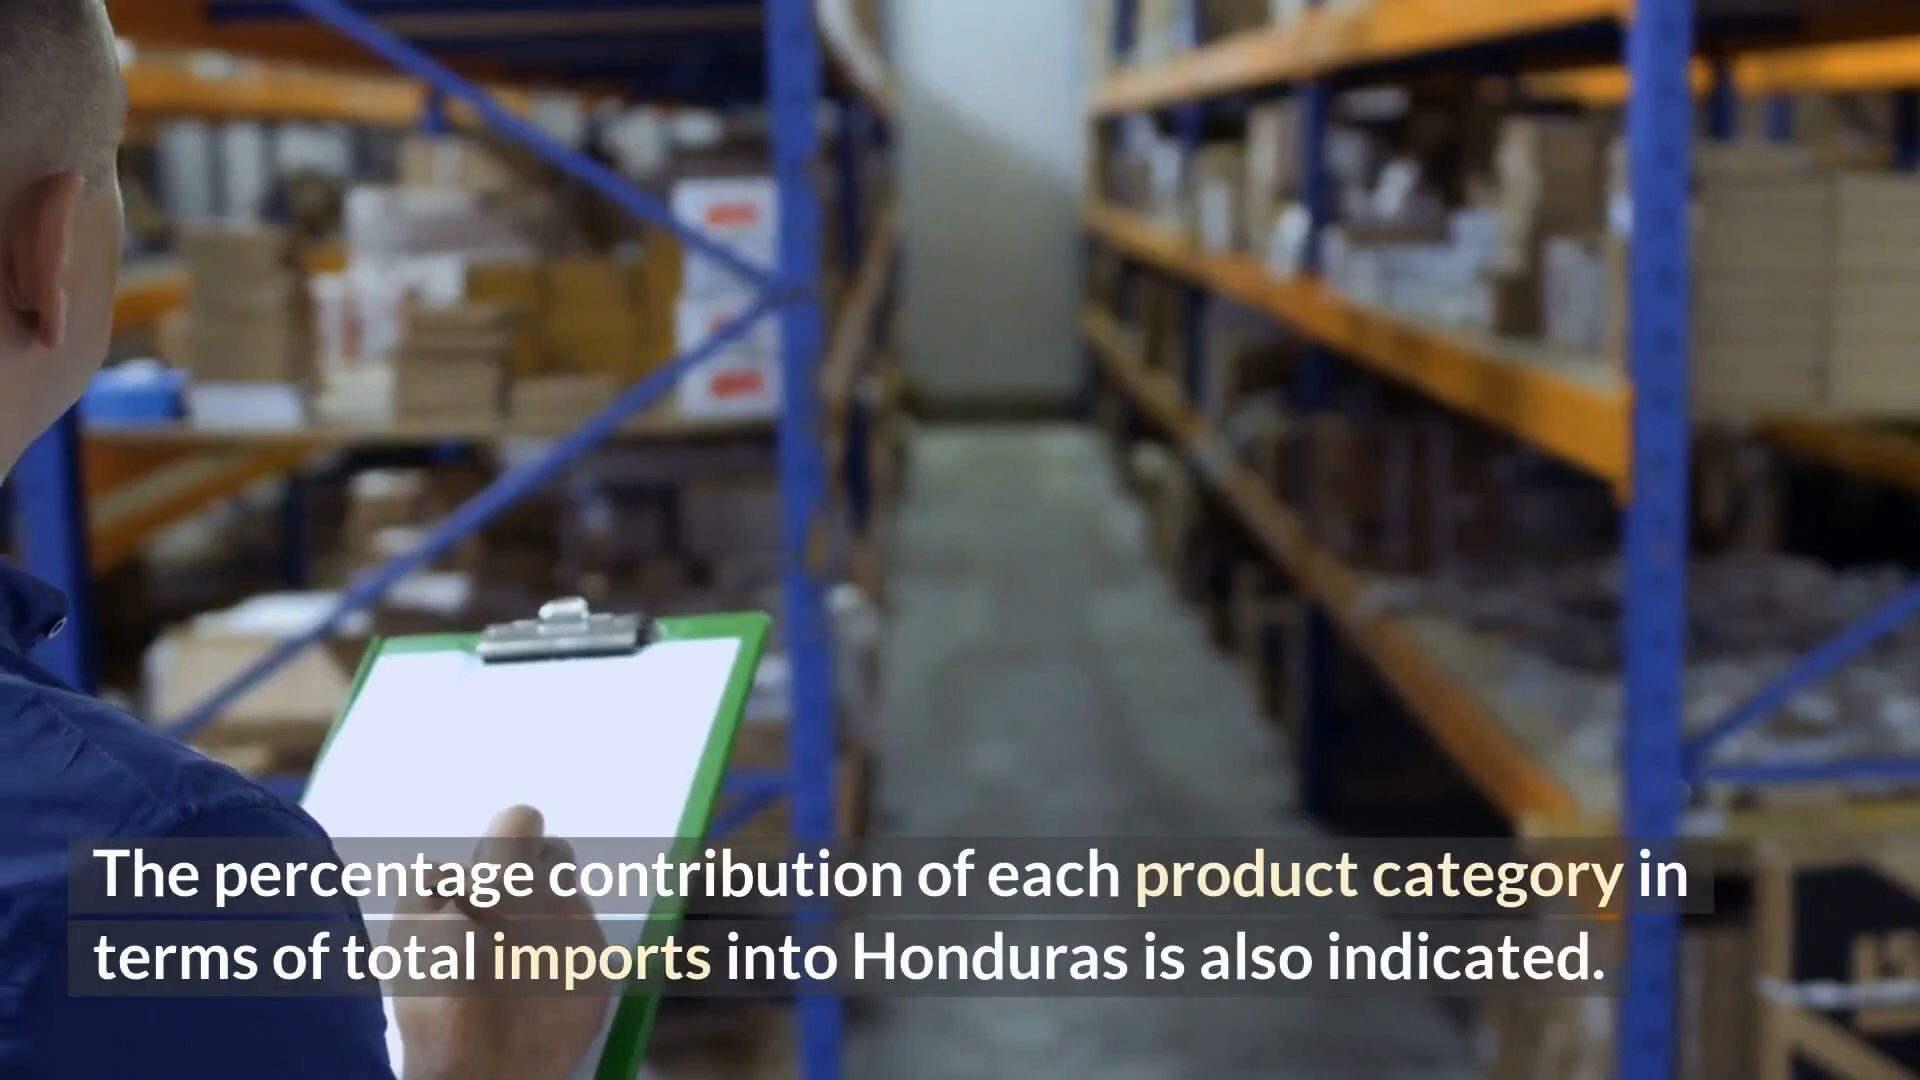 The percentage contribution of each product category in
terms of total imports into Honduras is also indicated.